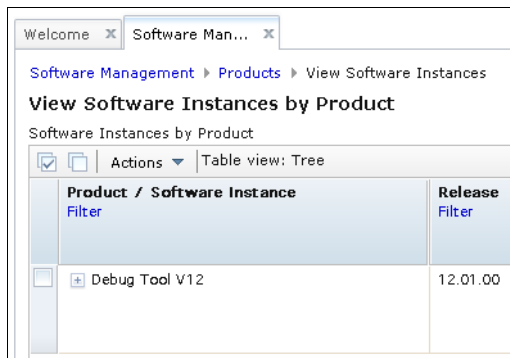 Welcome X Software Man... X
Software Management ▶ Products ▶ View Software Instances
View Software Instances by Product
Software Instances by Product
Actions ▼ Table view: Tree
Product / Software Instance Release
Filter Filter
+ Debug Tool V12 12.01.00